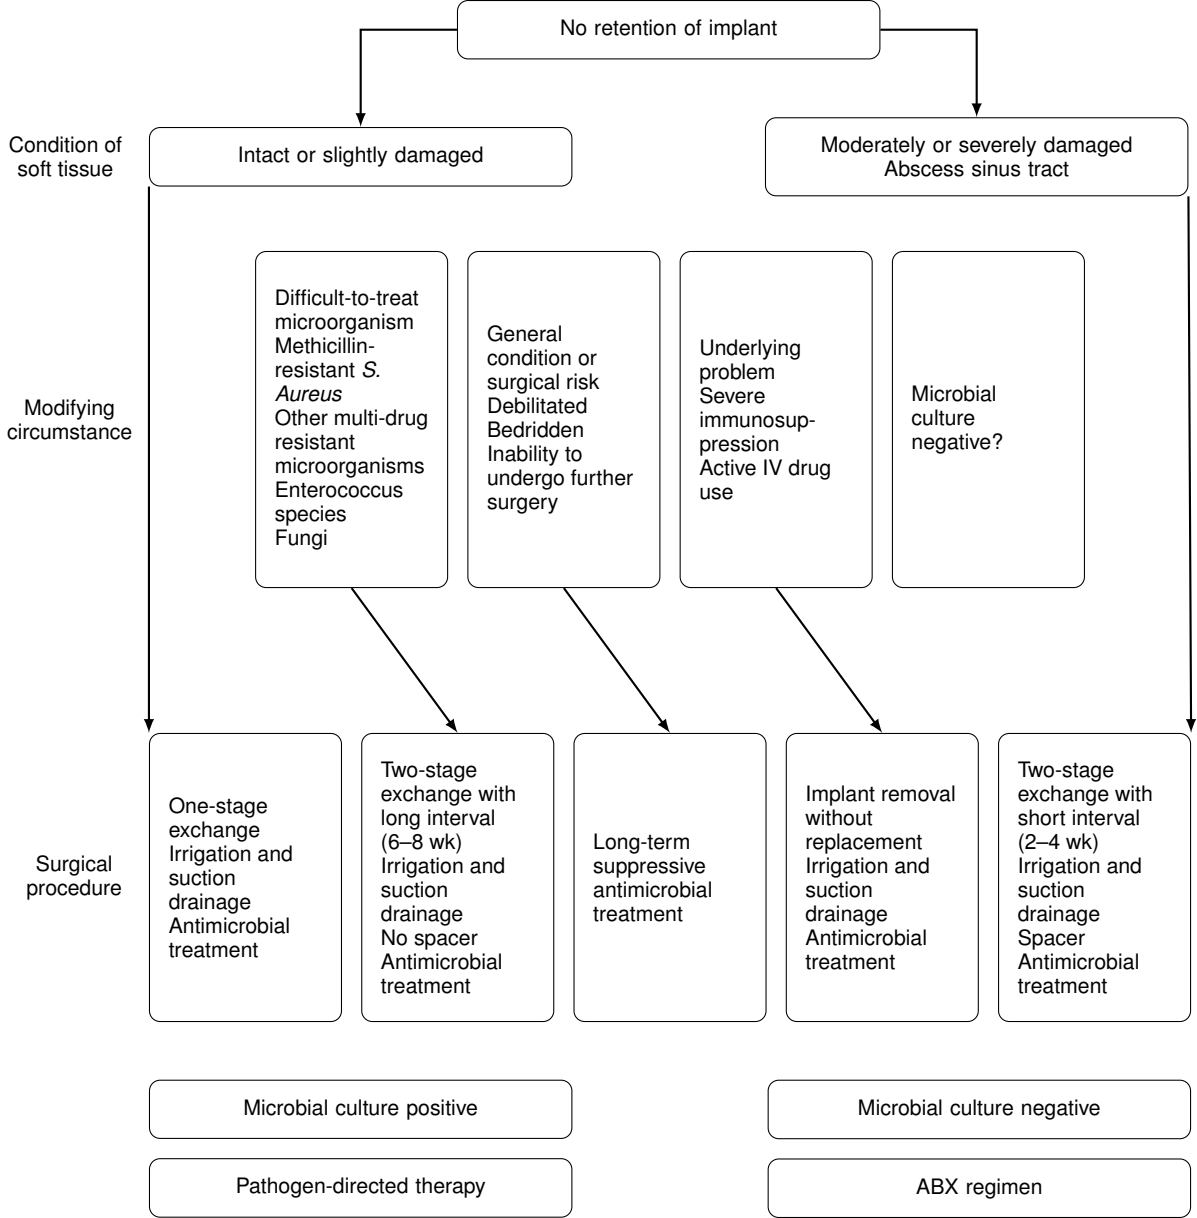 No retention of implant
Condition of
soft tissue
Intact or slightly damaged
Moderately or severely damaged
Abscess sinus tract
Modifying
circumstance
Difficult-to-treat
microorganism
Methicillin-
resistant S.
Aureus
Other multi-drug
resistant
microorganisms
Enterococcus
species
Fungi
General
condition or
surgical risk
Debilitated
Bedridden
Inability to
undergo further
surgery
Underlying
problem
Severe
immunosup-
pression
Active IV drug
use
Microbial
culture
negative?
Surgical
procedure
One-stage
exchange
Irrigation and
suction
drainage
Antimicrobial
treatment
Two-stage
exchange with
long interval
(6–8 wk)
Irrigation and
suction
drainage
No spacer
Antimicrobial
treatment
Long-term
suppressive
antimicrobial
treatment
Implant removal
without
replacement
Irrigation and
suction
drainage
Antimicrobial
treatment
Two-stage
exchange with
short interval
(2–4 wk)
Irrigation and
suction
drainage
Spacer
Antimicrobial
treatment
Microbial culture positive
Microbial culture negative
Pathogen-directed therapy
ABX regimen